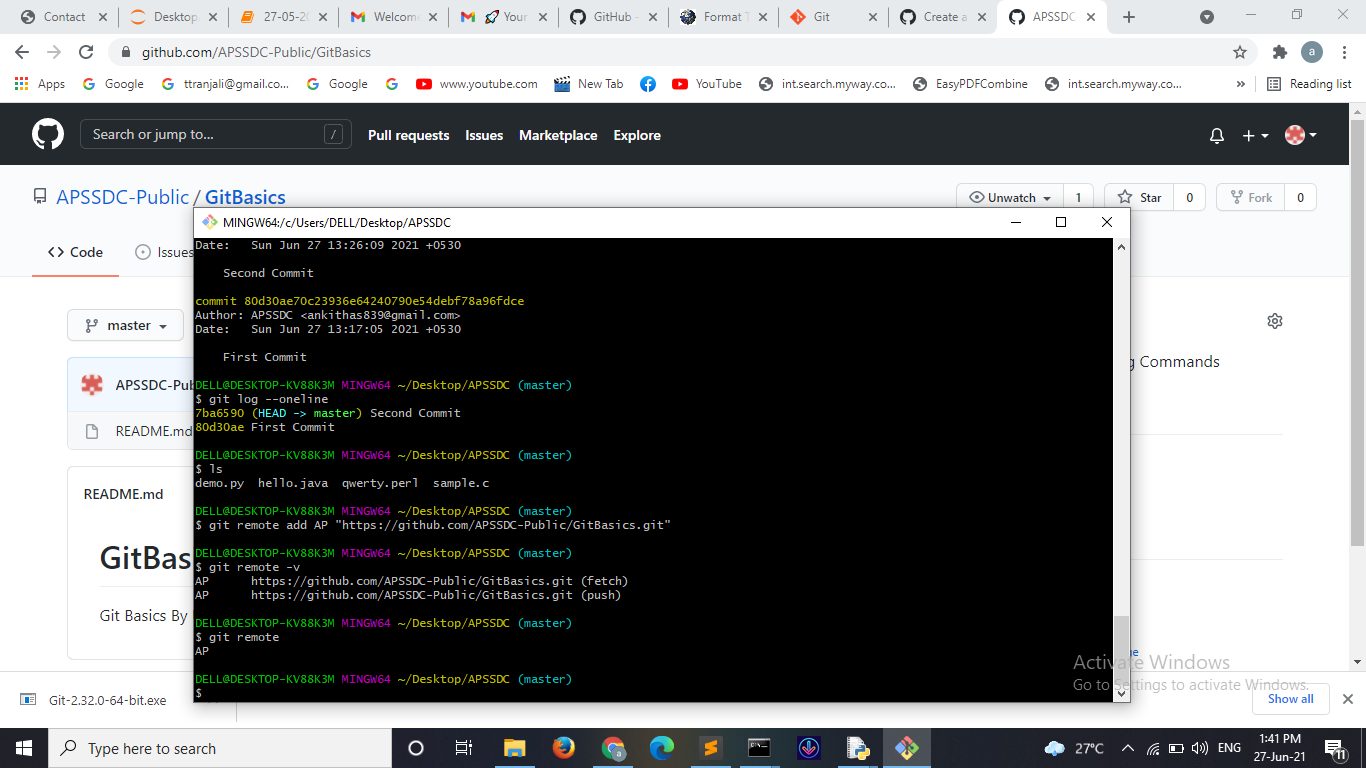 Contact
Desktop
27-05-2
Welcom
Your
GitHub
Format T
Git
Create a
APSSDC
github.com/APSSDC-Public/GitBasics
a
Apps
Google
ttranjali@gmail.co...
Google
www.youtube.com
New Tab
YouTube
int.search.myway.co...
EasyPDFCombine
int.search.myway.co...
»
Reading list
Search or jump to...
/
Pull requests
Issues
Marketplace
Explore
APSSDC-Public / GitBasics
Unwatch
1
Star
0
Fork
0
<> Code
Issues
master
APSSDC-Pub
README.md
README.md
GitBas
Git Basics By
g Commands
MINGW64:/c/Users/DELL/Desktop/APSSDC
Date:   Sun Jun 27 13:26:09 2021 +0530
Second Commit
commit 80d30ae70c23936e64240790e54debf78a96fdce
Author: APSSDC <ankithas839@gmail.com>
Date:   Sun Jun 27 13:17:05 2021 +0530
First Commit
DELL@DESKTOP-KV88K3M MINGW64 ~/Desktop/APSSDC (master)
$ git log --oneline
7ba6590 (HEAD -> master) Second Commit
80d30ae First Commit
DELL@DESKTOP-KV88K3M MINGW64 ~/Desktop/APSSDC (master)
$ ls
demo.py  hello.java  qwerty.perl  sample.c
DELL@DESKTOP-KV88K3M MINGW64 ~/Desktop/APSSDC (master)
$ git remote add AP "https://github.com/APSSDC-Public/GitBasics.git"
DELL@DESKTOP-KV88K3M MINGW64 ~/Desktop/APSSDC (master)
$ git remote -v
AP      https://github.com/APSSDC-Public/GitBasics.git (fetch)
AP      https://github.com/APSSDC-Public/GitBasics.git (push)
DELL@DESKTOP-KV88K3M MINGW64 ~/Desktop/APSSDC (master)
$ git remote
AP
DELL@DESKTOP-KV88K3M MINGW64 ~/Desktop/APSSDC (master)
$
Activate Windows
Go to Settings to activate Windows.
Git-2.32.0-64-bit.exe
Show all
Type here to search
27°C
ENG
1:41 PM
27-Jun-21
11